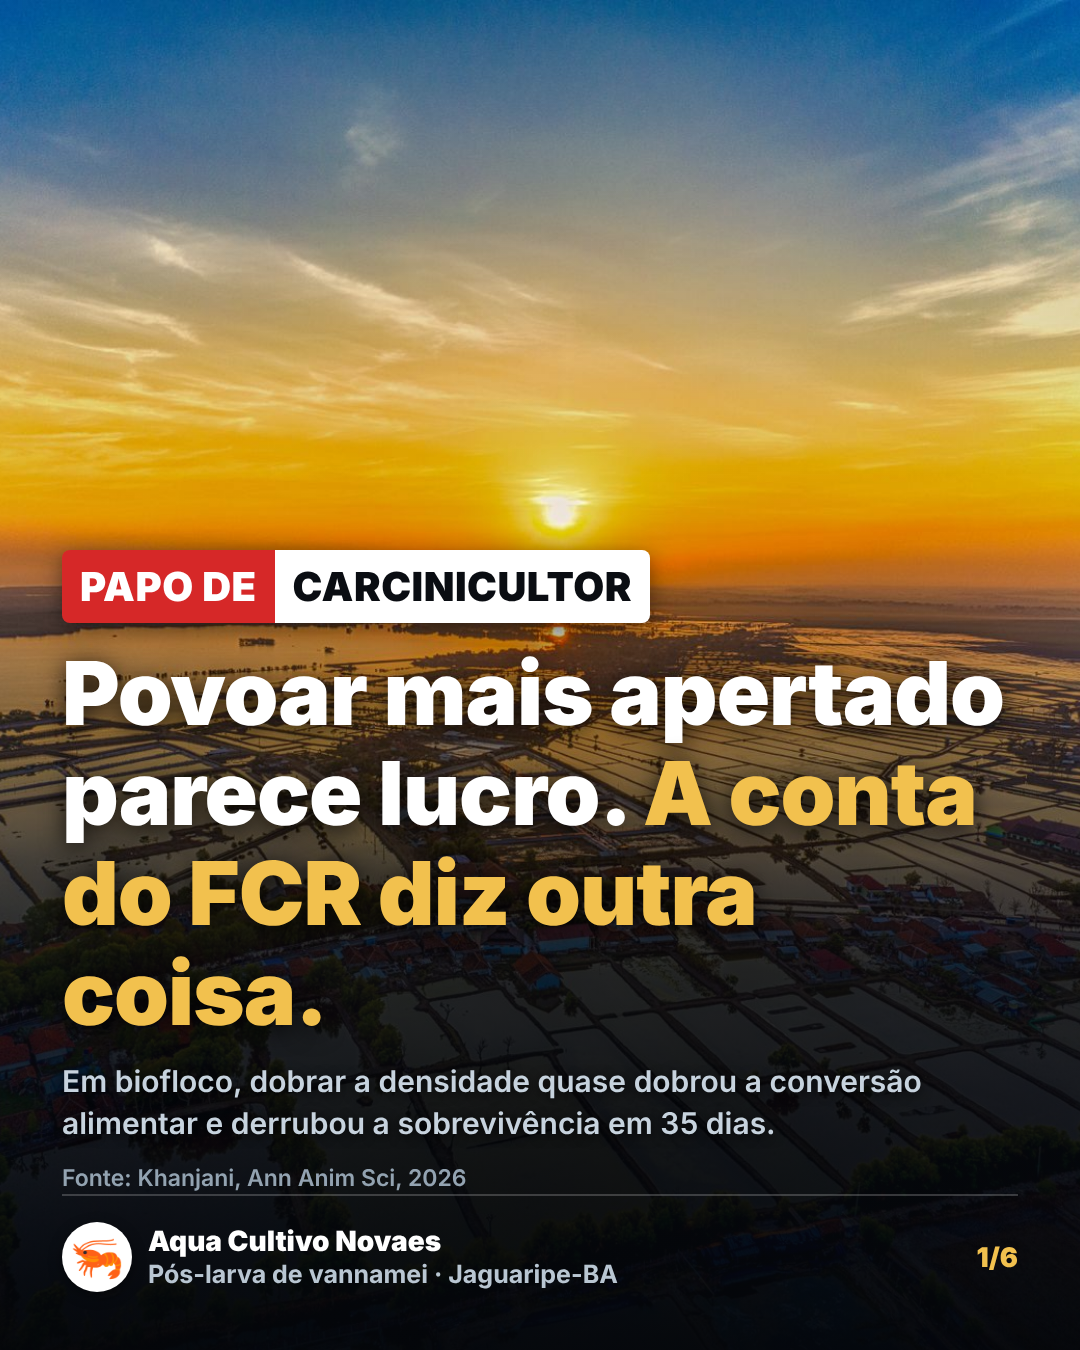 PAPO DE CARCINICULTOR
Povoar mais apertado
parece lucro. A conta
do FCR diz outra
coisa.
Em biofloco, dobrar a densidade quase dobrou a conversão
alimentar e derrubou a sobrevivência em 35 dias.
Fonte: Khanjani, Ann Anim Sci, 2026
Aqua Cultivo Novaes
Pós-larva de vannamei · Jaguaripe-BA
1/6